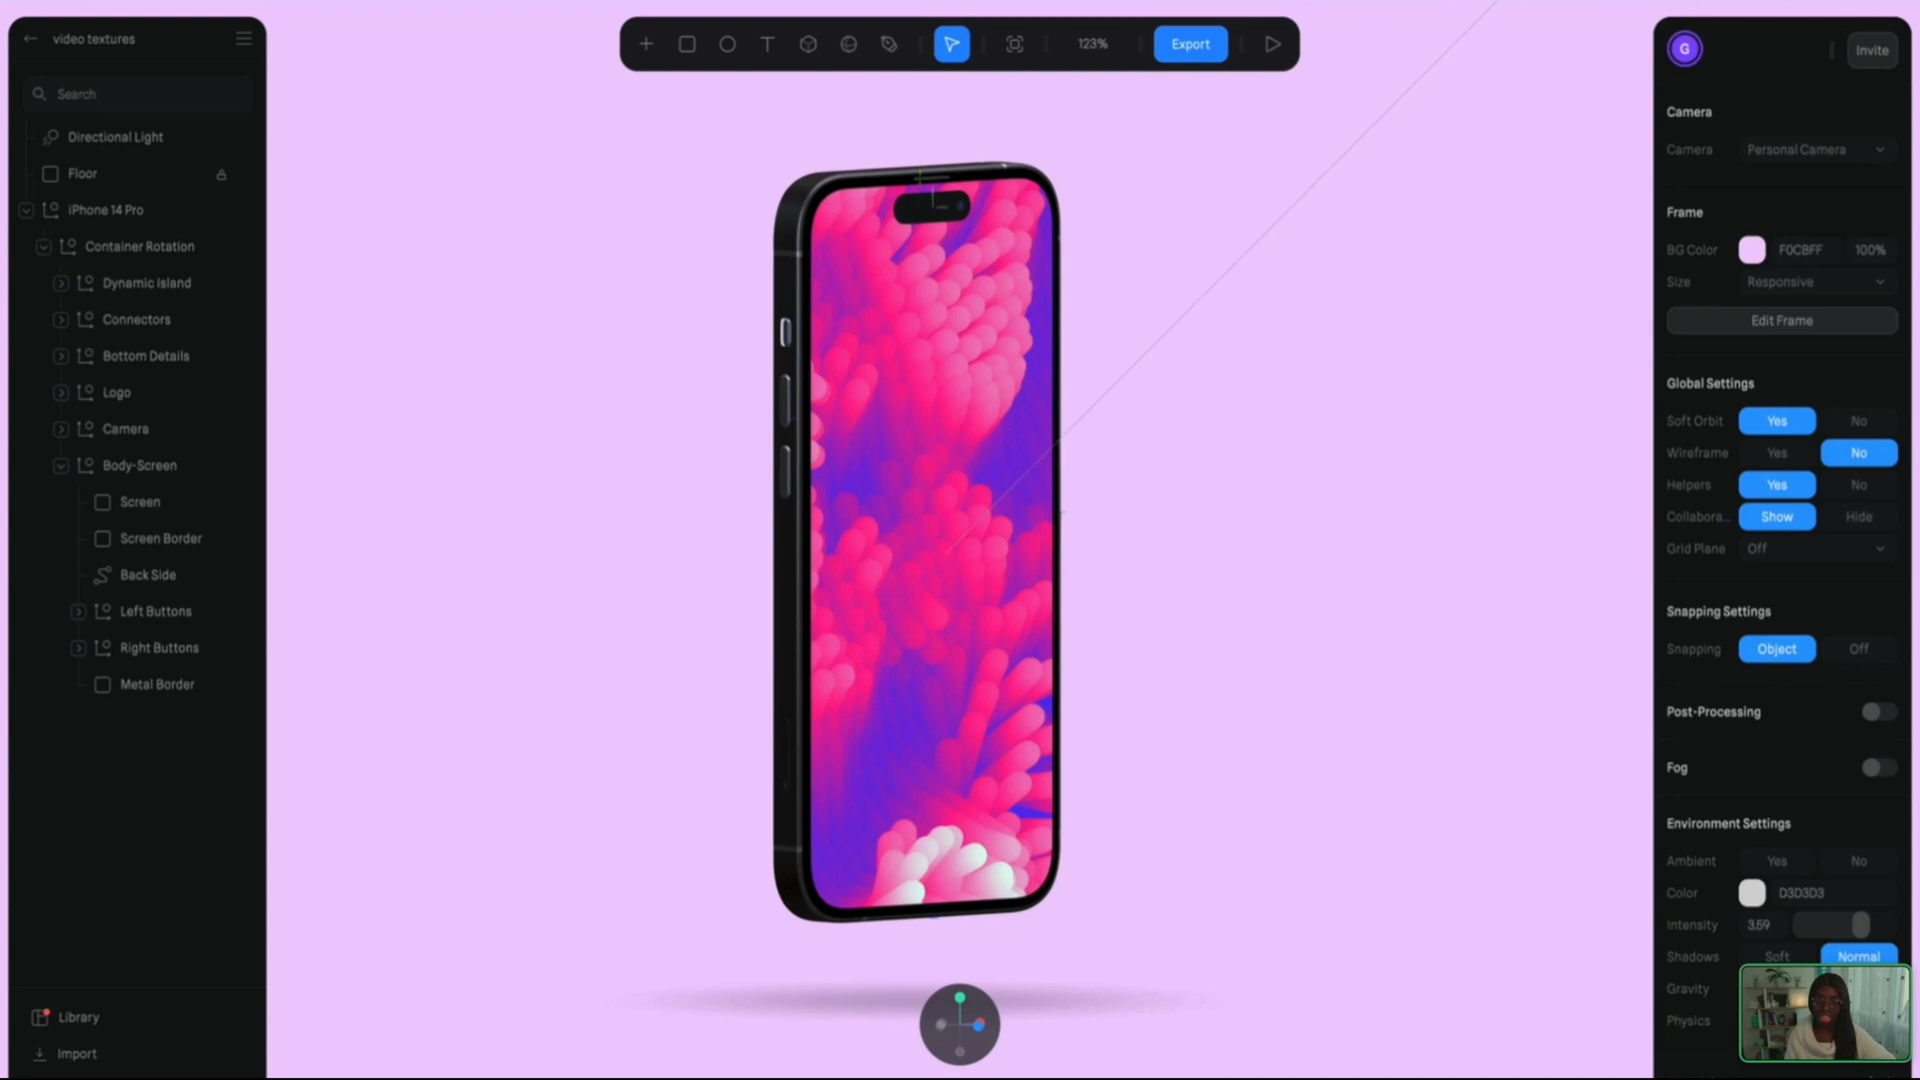 video textures
Search
Directional Light
Floor
iPhone 14 Pro
Container Rotation
Dynamic Island
Connectors
Bottom Details
Logo
Camera
Body-Screen
Screen
Screen Border
Back Side
Left Buttons
Right Buttons
Metal Border
Library
Import
T 123% Export
G Invite
Camera
Camera Personal Camera
Frame
BG Color F0CBFF 100%
Size Responsive
Edit Frame
Global Settings
Soft Orbit Yes No
Wireframe Yes No
Helpers Yes No
Collabora... Show Hide
Grid Plane Off
Snapping Settings
Snapping Object Off
Post-Processing
Fog
Environment Settings
Ambient Yes No
Color D3D3D3
Intensity 3.59
Shadows Soft Normal
Gravity
Physics